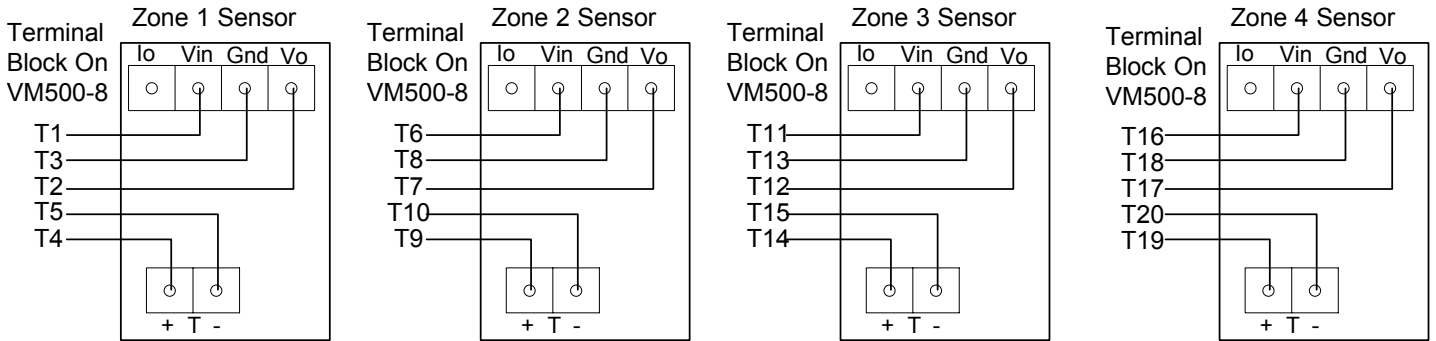 Zone 1 Sensor
Terminal
Block On
VM500-8
Io Vin Gnd Vo
T1
T3
T2
T5
T4
+ T -
Zone 2 Sensor
Terminal
Block On
VM500-8
Io Vin Gnd Vo
T6
T8
T7
T10
T9
+ T -
Zone 3 Sensor
Terminal
Block On
VM500-8
Io Vin Gnd Vo
T11
T13
T12
T15
T14
+ T -
Zone 4 Sensor
Terminal
Block On
VM500-8
Io Vin Gnd Vo
T16
T18
T17
T20
T19
+ T -